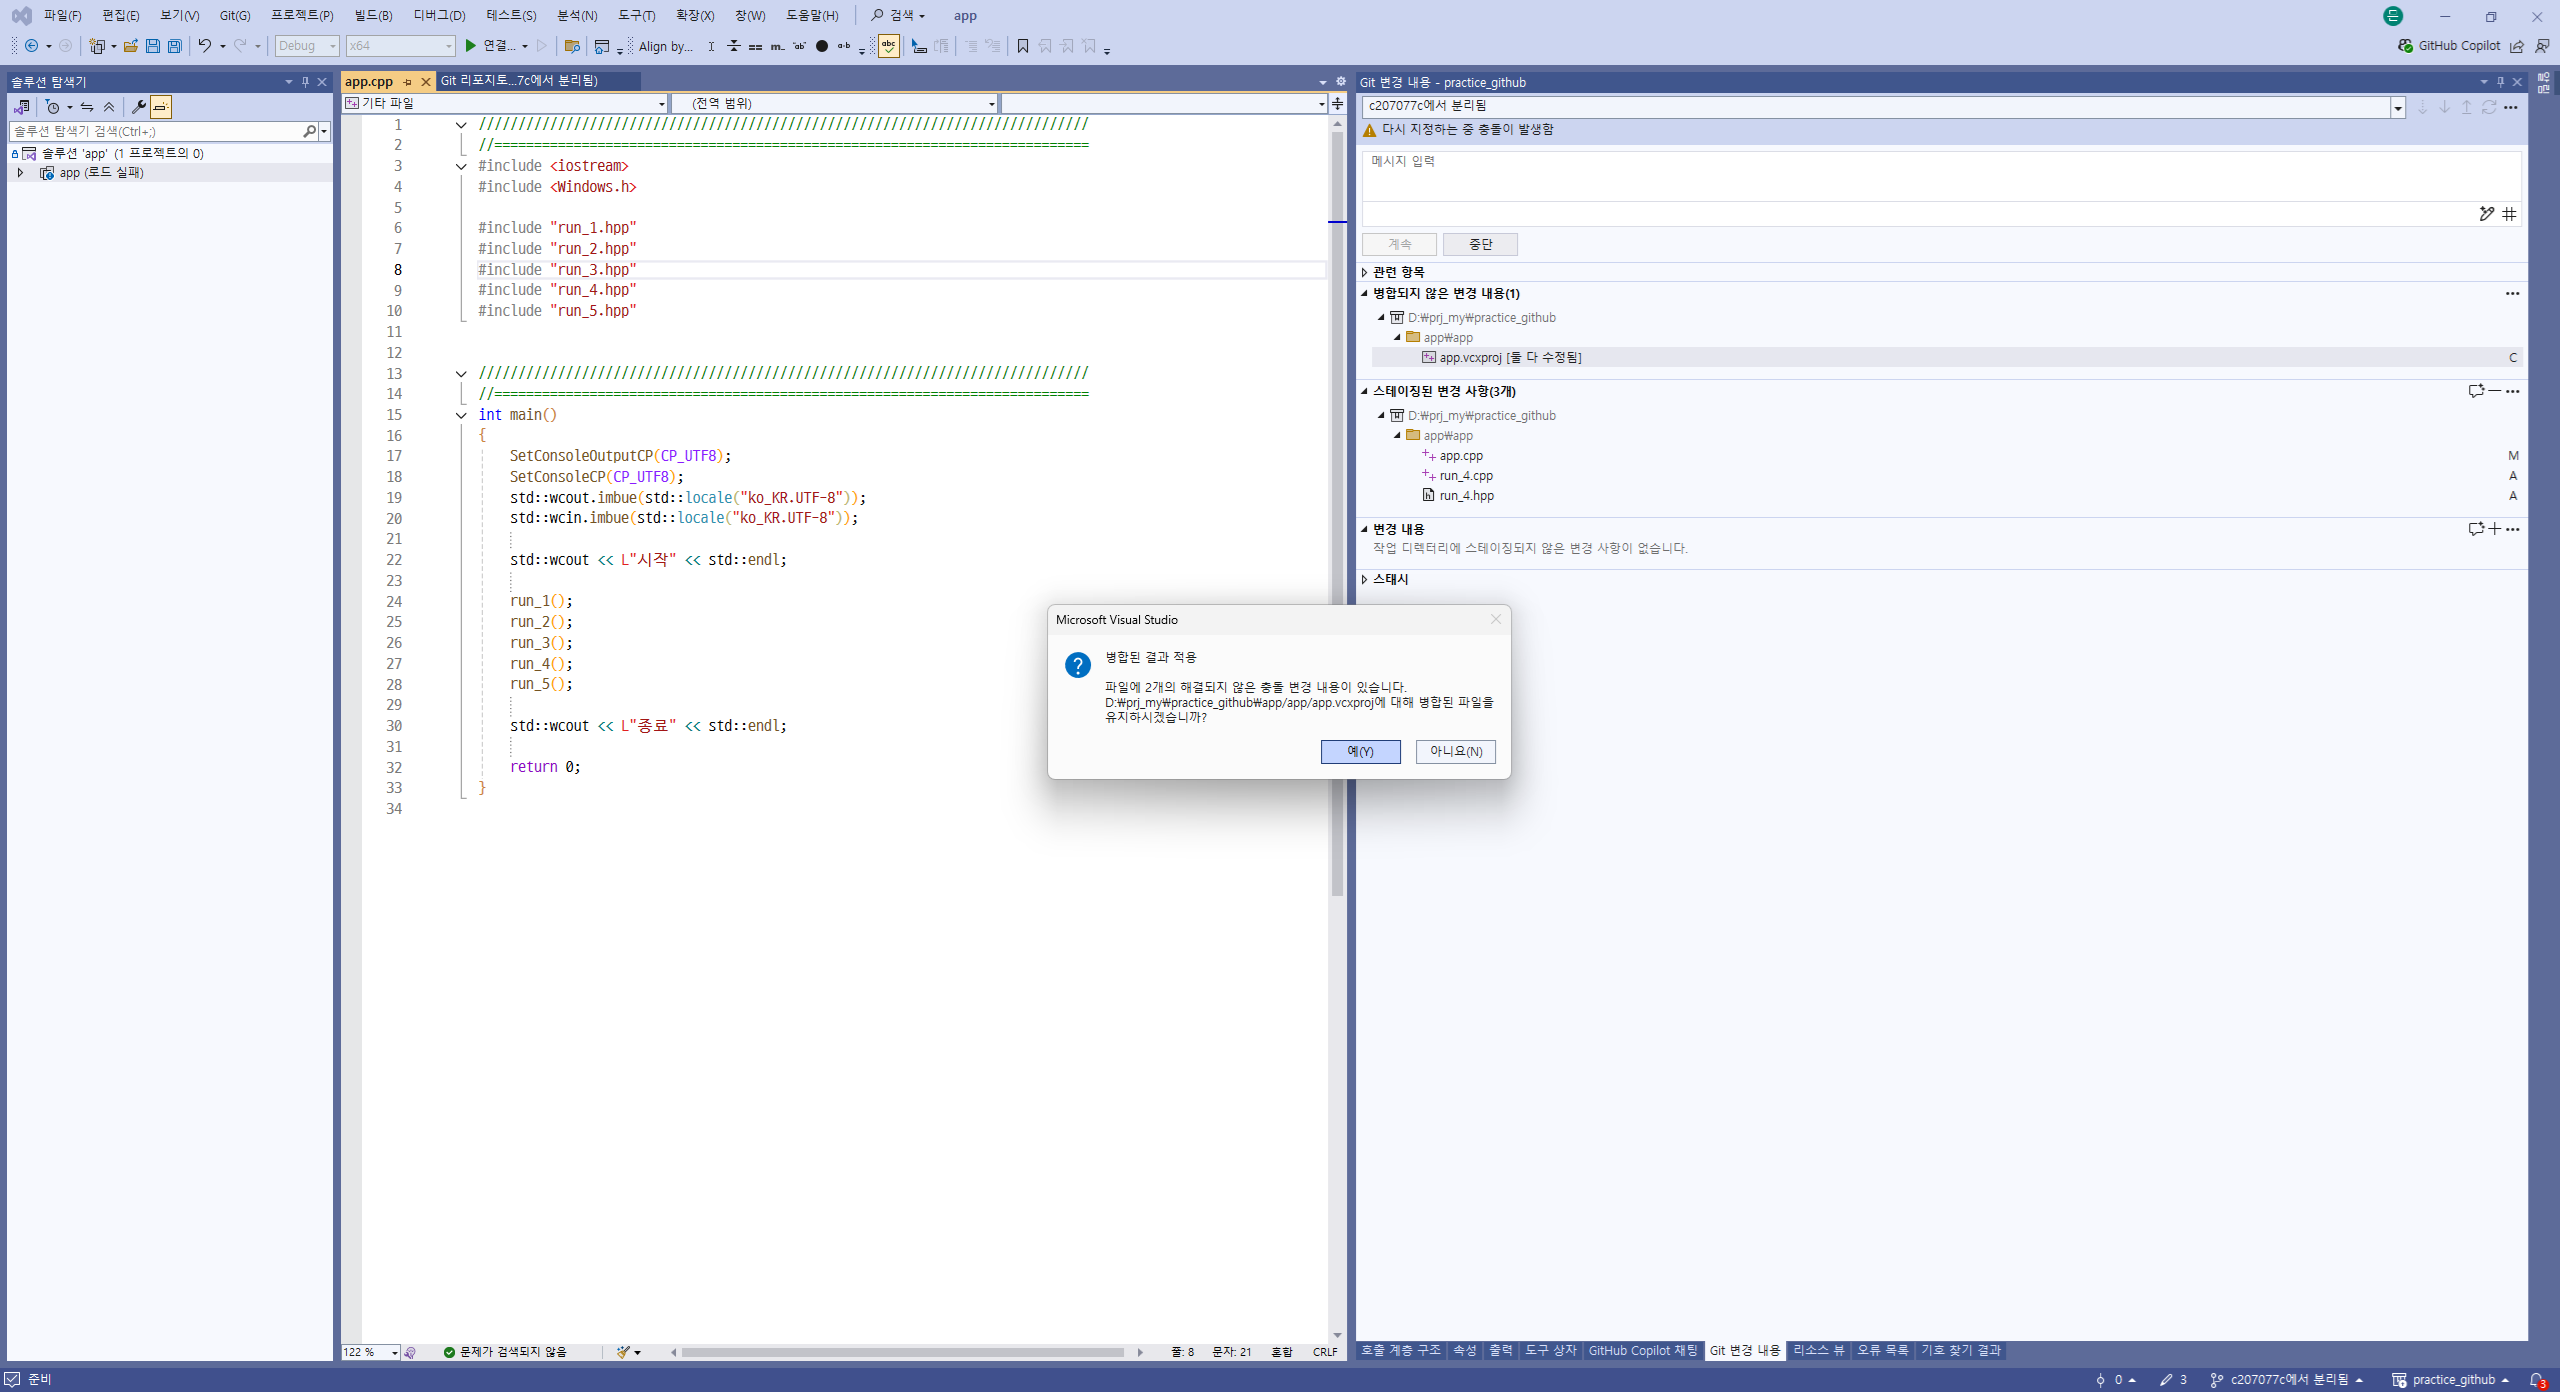 파일(F) 편집(E) 보기(V) Git(G) 프로젝트(P) 빌드(B) 디버그(D) 테스트(S) 분석(N) 도구(T) 확장(X) 창(W) 도움말(H) 검색 app 든
Debug x64 연결... Align by... GitHub Copilot
솔루션 탐색기
솔루션 탐색기 검색(Ctrl+;)
솔루션 'app' (1 프로젝트의 0)
app (로드 실패)
app.cpp Git 리포지토...7c에서 분리됨)
기타 파일 (전역 범위)
1 /////////////////////////////////////////////////////////////////////////////
2 //===========================================================================
3 #include <iostream>
4 #include <Windows.h>
5
6 #include "run_1.hpp"
7 #include "run_2.hpp"
8 #include "run_3.hpp"
9 #include "run_4.hpp"
10 #include "run_5.hpp"
11
12
13 /////////////////////////////////////////////////////////////////////////////
14 //===========================================================================
15 int main()
16 {
17 SetConsoleOutputCP(CP_UTF8);
18 SetConsoleCP(CP_UTF8);
19 std::wcout.imbue(std::locale("ko_KR.UTF-8"));
20 std::wcin.imbue(std::locale("ko_KR.UTF-8"));
21
22 std::wcout << L"시작" << std::endl;
23
24 run_1();
25 run_2();
26 run_3();
27 run_4();
28 run_5();
29
30 std::wcout << L"종료" << std::endl;
31
32 return 0;
33 }
34
122 % 문제가 검색되지 않음 줄: 8 문자: 21 혼합 CRLF
Git 변경 내용 - practice_github
c207077c에서 분리됨
다시 지정하는 중 충돌이 발생함
메시지 입력
계속 중단
관련 항목
병합되지 않은 변경 내용(1)
D:\prj_my\practice_github
app\app
app.vcxproj [둘 다 수정됨] C
스테이징된 변경 사항(3개)
D:\prj_my\practice_github
app\app
app.cpp M
run_4.cpp A
run_4.hpp A
변경 내용
작업 디렉터리에 스테이징되지 않은 변경 사항이 없습니다.
스태시
Microsoft Visual Studio
병합된 결과 적용
파일에 2개의 해결되지 않은 충돌 변경 내용이 있습니다.
D:\prj_my\practice_github\app/app/app.vcxproj에 대해 병합된 파일을
유지하시겠습니까?
예(Y) 아니요(N)
호출 계층 구조 속성 출력 도구 상자 GitHub Copilot 채팅 Git 변경 내용 리소스 뷰 오류 목록 기호 찾기 결과
준비 0 3 c207077c에서 분리됨 practice_github 3